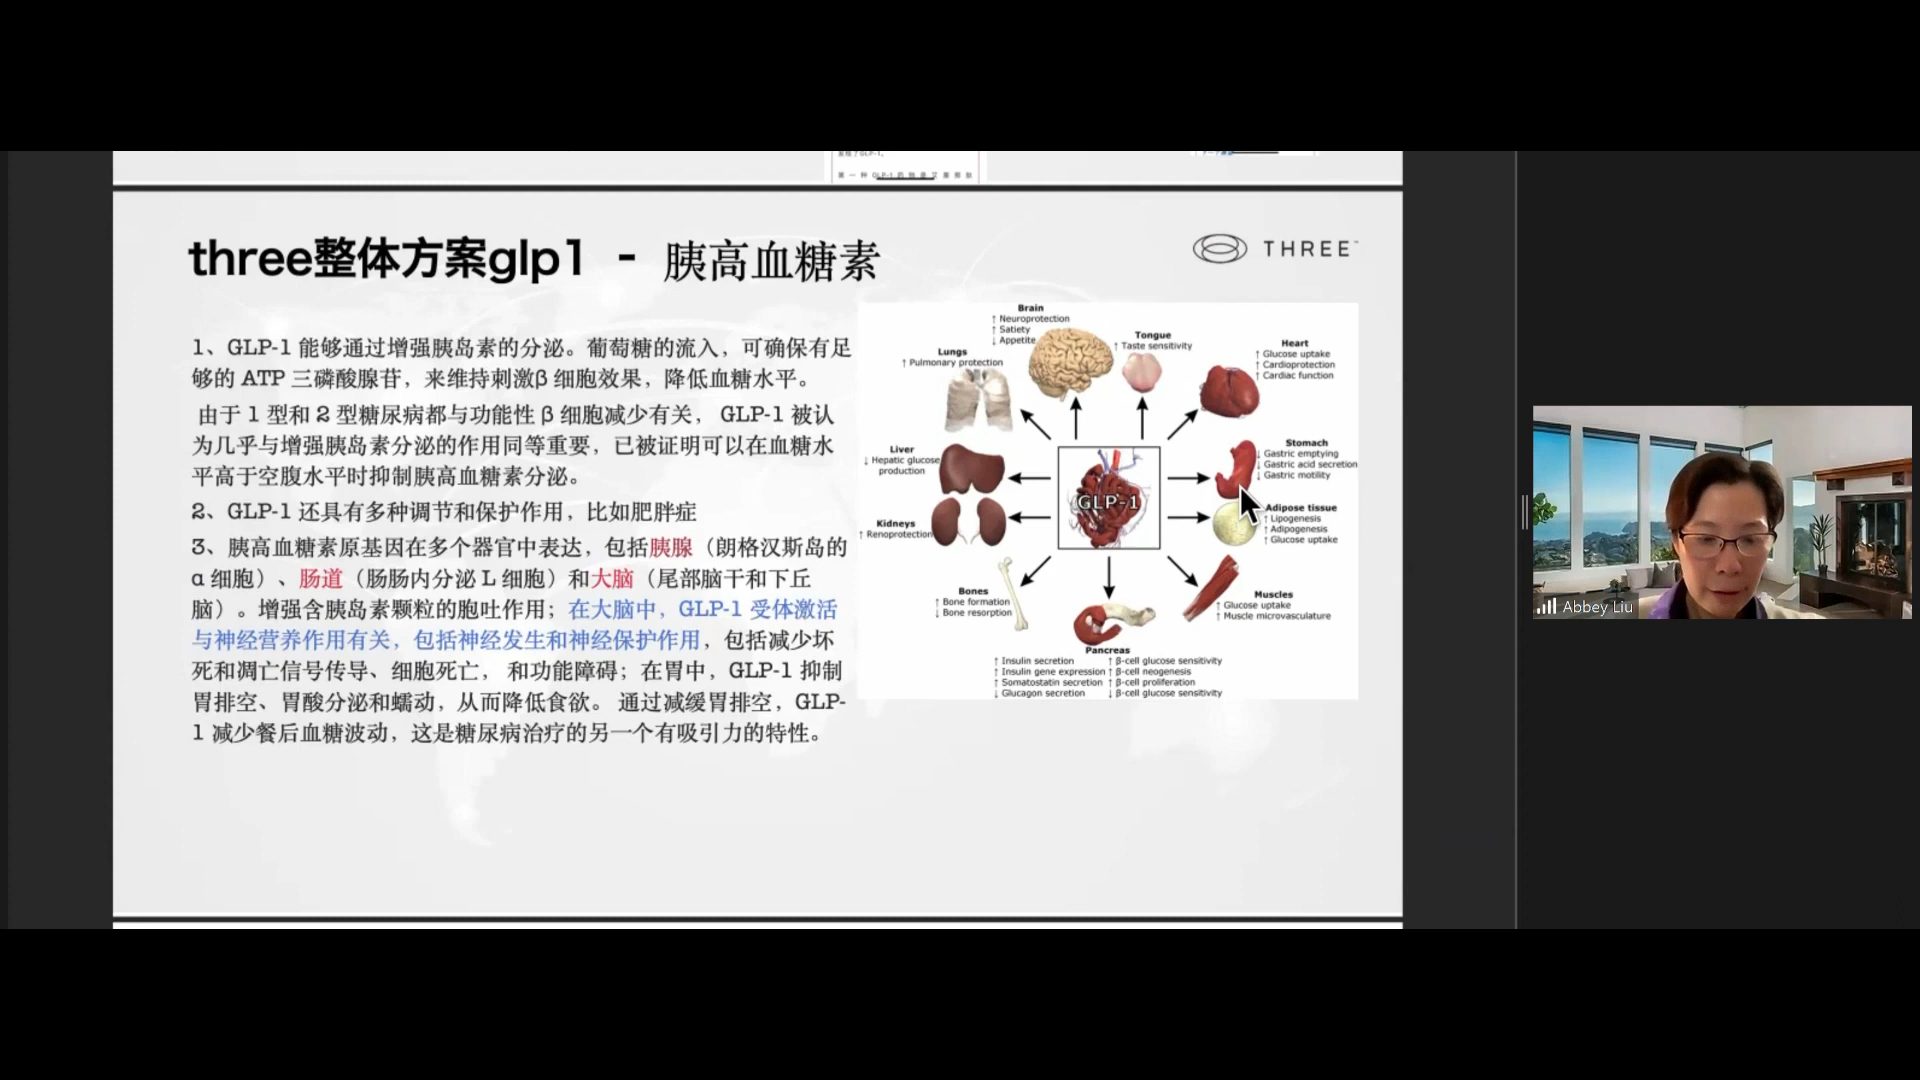 第 一 种 GLP-1 药 物 是 艾 塞 那 肽
three整体方案glp1 - 胰高血糖素
THREE™
1、GLP-1 能够通过增强胰岛素的分泌。葡萄糖的流入，可确保有足
够的 ATP 三磷酸腺苷，来维持刺激β 细胞效果，降低血糖水平。
由于 1 型和 2 型糖尿病都与功能性 β 细胞减少有关， GLP-1 被认
为几乎与增强胰岛素分泌的作用同等重要，已被证明可以在血糖水
平高于空腹水平时抑制胰高血糖素分泌。
2、GLP-1 还具有多种调节和保护作用，比如肥胖症
3、胰高血糖素原基因在多个器官中表达，包括胰腺（朗格汉斯岛的
α 细胞）、肠道（肠肠内分泌 L 细胞）和大脑（尾部脑干和下丘
脑）。增强含胰岛素颗粒的胞吐作用；在大脑中，GLP-1 受体激活
与神经营养作用有关，包括神经发生和神经保护作用，包括减少坏
死和凋亡信号传导、细胞死亡， 和功能障碍；在胃中，GLP-1 抑制
胃排空、胃酸分泌和蠕动，从而降低食欲。 通过减缓胃排空，GLP-
1 减少餐后血糖波动，这是糖尿病治疗的另一个有吸引力的特性。
Brain
↑ Neuroprotection
↑ Satiety
↓ Appetite
Tongue
↑ Taste sensitivity
Heart
↑ Glucose uptake
↑ Cardioprotection
↑ Cardiac function
Lungs
↑ Pulmonary protection
Liver
↓ Hepatic glucose
production
GLP-1
Stomach
↓ Gastric emptying
↓ Gastric acid secretion
↓ Gastric motility
Kidneys
↑ Renoprotection
Adipose tissue
↑ Lipogenesis
↓ Adipogenesis
↑ Glucose uptake
Bones
↑ Bone formation
↓ Bone resorption
Muscles
↑ Glucose uptake
↑ Muscle microvasculature
Pancreas
↑ Insulin secretion ↑ β-cell glucose sensitivity
↑ Insulin gene expression ↑ β-cell neogenesis
↑ Somatostatin secretion ↑ β-cell proliferation
↓ Glucagon secretion ↓ β-cell glucose sensitivity
Abbey Liu